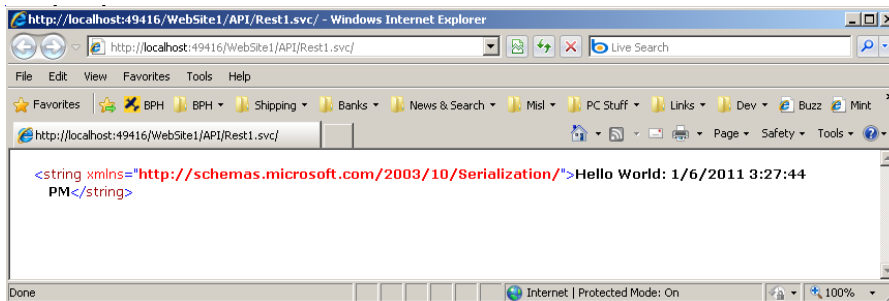 http://localhost:49416/WebSite1/API/Rest1.svc/ - Windows Internet Explorer
http://localhost:49416/WebSite1/API/Rest1.svc/ Live Search
File Edit View Favorites Tools Help
Favorites BPH BPH Shipping Banks News & Search Misl PC Stuff Links Dev Buzz Mint
http://localhost:49416/WebSite1/API/Rest1.svc/ Page Safety Tools
<string xmlns="http://schemas.microsoft.com/2003/10/Serialization/">Hello World: 1/6/2011 3:27:44
PM</string>
Done Internet | Protected Mode: On 100%